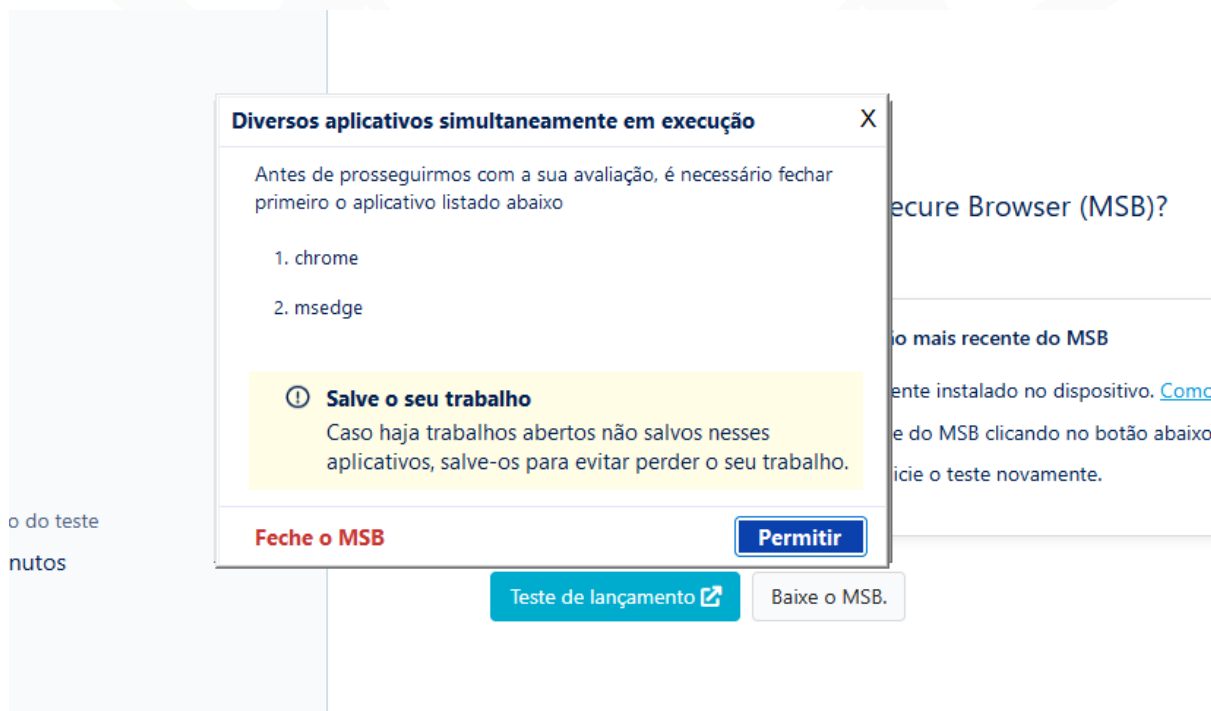 Diversos aplicativos simultaneamente em execução X
Antes de prosseguirmos com a sua avaliação, é necessário fechar
primeiro o aplicativo listado abaixo
1. chrome
2. msedge
Salve o seu trabalho
Caso haja trabalhos abertos não salvos nesses
aplicativos, salve-os para evitar perder o seu trabalho.
Feche o MSB Permitir
ecure Browser (MSB)?
o mais recente do MSB
ente instalado no dispositivo. Como
e do MSB clicando no botão abaixo
icie o teste novamente.
o do teste
nutos
Teste de lançamento Baixe o MSB.